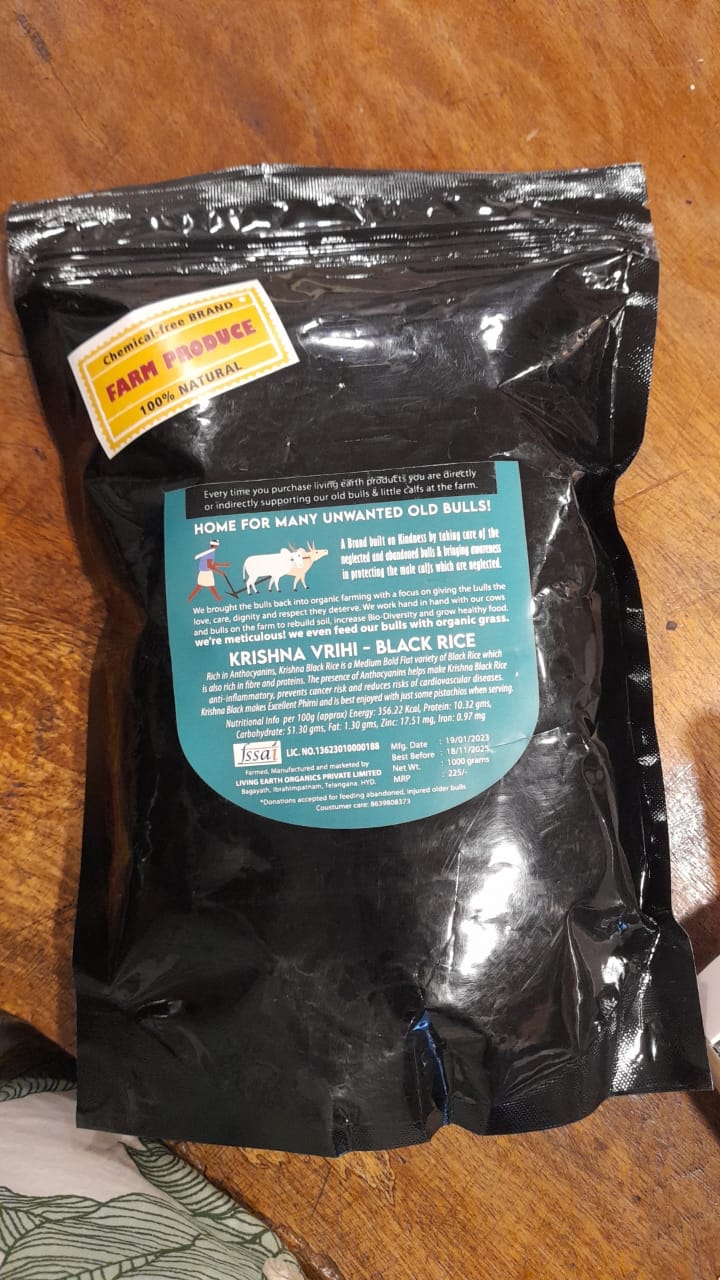 Chemical-free BRAND
FARM PRODUCE
100% NATURAL
Every time you purchase living earth products you are directly
or indirectly supporting our old bulls & little calfs at the farm.
HOME FOR MANY UNWANTED OLD BULLS!
A Brand built on Kindness by taking care of the
neglected and abandoned bulls & bringing awareness
in protecting the male calfs which are neglected.
We brought the bulls back into organic farming with a focus on giving the bulls the
love, care, dignity and respect they deserve. We work hand in hand with our cows
and bulls on the farm to rebuild soil, increase Bio-Diversity and grow healthy food.
we're meticulous! we even feed our bulls with organic grass.
KRISHNA VRIHI - BLACK RICE
Rich in Anthocyanins, Krishna Black Rice is a Medium Bold Flat variety of Black Rice which
is also rich in fibre and proteins. The presence of Anthocyanins helps make Krishna Black Rice
anti-inflammatory, prevents cancer risk and reduces risks of cardiovascular diseases.
Krishna Black makes Excellent Phirni and is best enjoyed with just some pistachios when serving.
Nutritional Info per 100g (approx) Energy: 356.22 Kcal, Protein: 10.32 gms,
Carbohydrate: 51.30 gms, Fat: 1.30 gms, Zinc: 17.51 mg, Iron: 0.97 mg
fssai LIC. NO.13623010000188
Farmed, Manufactured and marketed by
LIVING EARTH ORGANICS PRIVATE LIMITED
Bagayath, Ibrahimpatnam, Telangana. HYD.
Mfg. Date : 19/01/2023
Best Before : 18/11/2025
Net Wt. : 1000 grams
MRP : 225/-
*Donations accepted for feeding abandoned, injured older bulls
Coustumer care: 8639808373